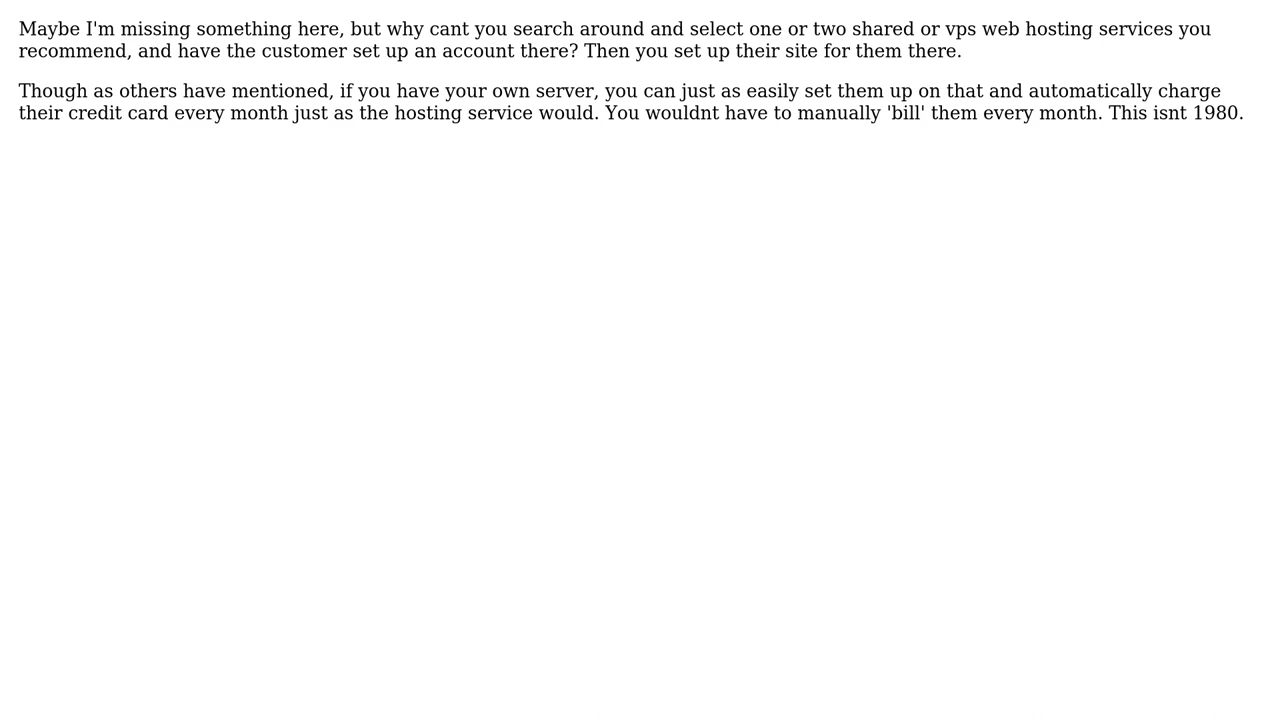 Maybe I'm missing something here, but why cant you search around and select one or two shared or vps web hosting services you
recommend, and have the customer set up an account there? Then you set up their site for them there.
Though as others have mentioned, if you have your own server, you can just as easily set them up on that and automatically charge
their credit card every month just as the hosting service would. You wouldnt have to manually 'bill' them every month. This isnt 1980.